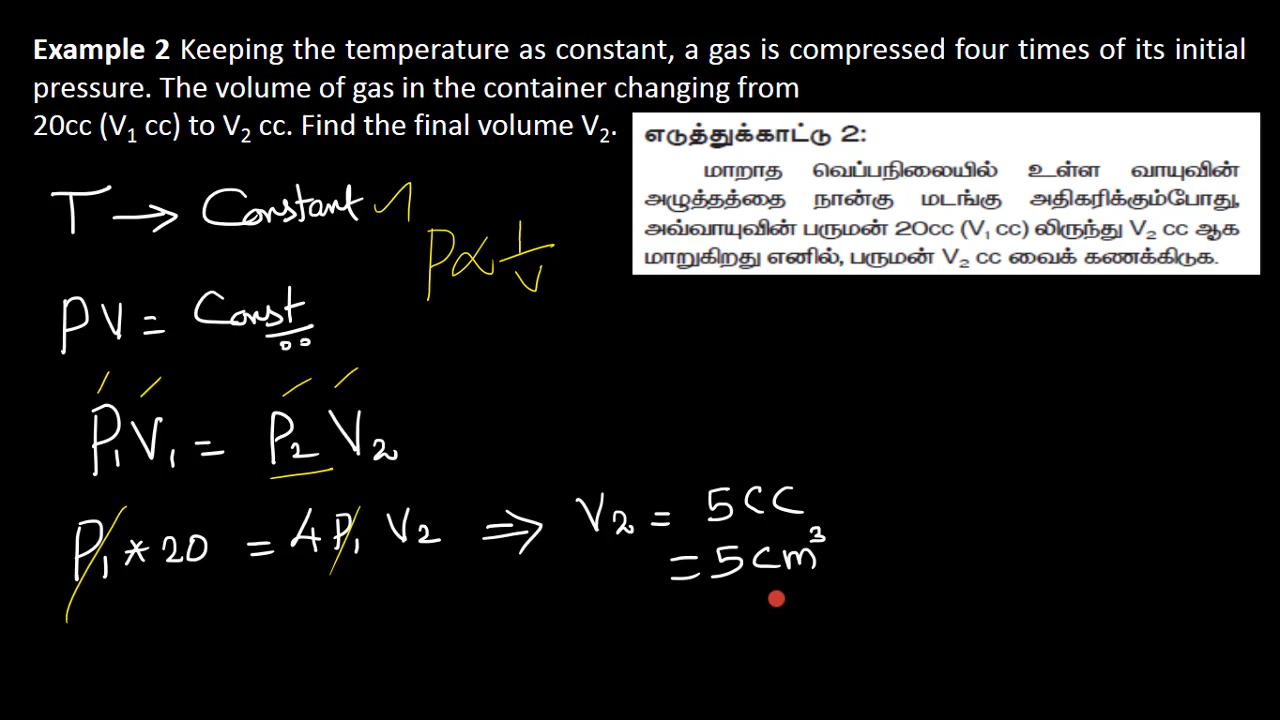 Example 2 Keeping the temperature as constant, a gas is compressed four times of its initial
pressure. The volume of gas in the container changing from
20cc (V₁ cc) to V₂ cc. Find the final volume V₂.
எடுத்துக்காட்டு 2:
மாறாத வெப்பநிலையில் உள்ள வாயுவின்
அழுத்தத்தை நான்கு மடங்கு அதிகரிக்கும்போது,
அவ்வாயுவின் பருமன் 20cc (V₁ cc) லிருந்து V₂ cc ஆக
மாறுகிறது எனில், பருமன் V₂ cc வைக் கணக்கிடுக.
T → Constant ✓
P∝1/V
PV = Const
P₁V₁ = P₂V₂
P₁ * 20 = 4P₁ V₂ ⇒ V₂ = 5CC
= 5cm³